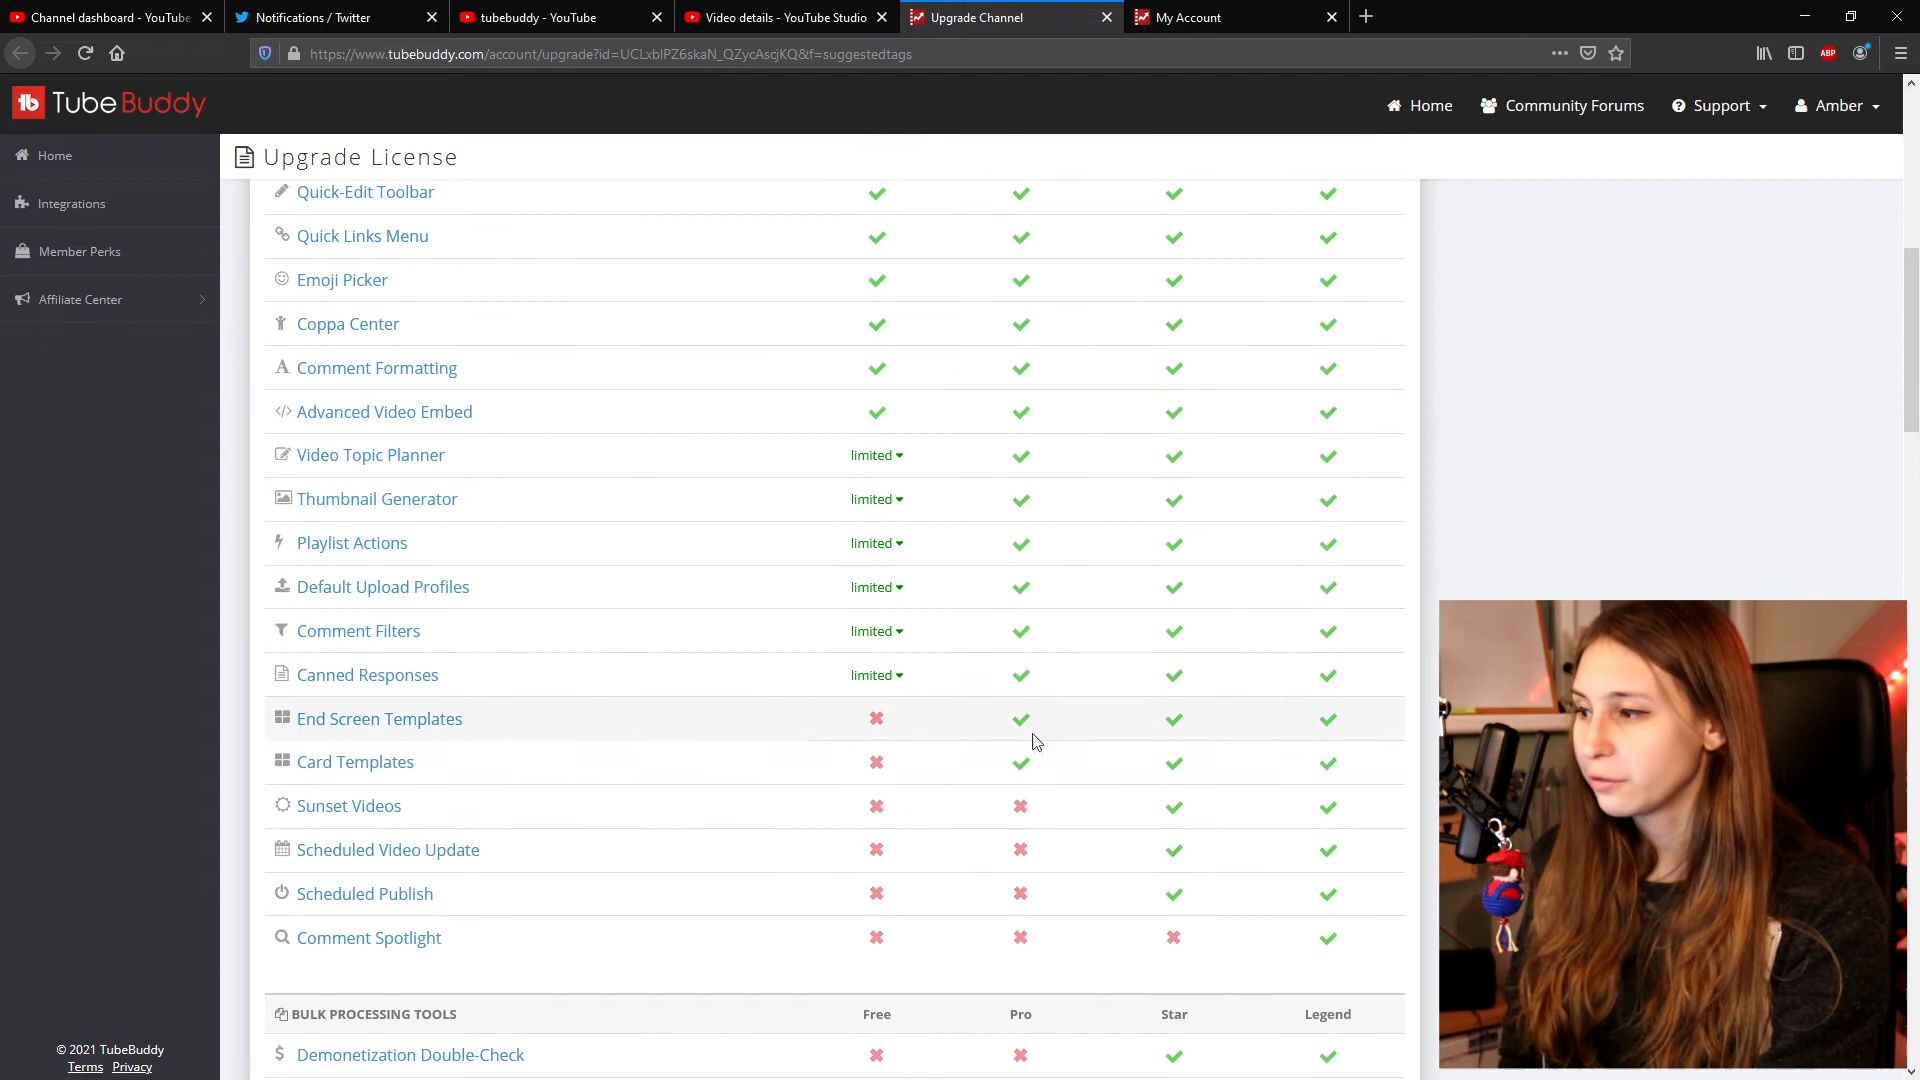 Channel dashboard - YouTube
Notifications / Twitter
tubebuddy - YouTube
Video details - YouTube Studio
Upgrade Channel
My Account
https://www.tubebuddy.com/account/upgrade?id=UCLxblPZ6skaN_QZycAscjKQ&f=suggestedtags
ABP
tb TubeBuddy
Home
Community Forums
Support
Amber
Home
Integrations
Member Perks
Affiliate Center
Upgrade License
Quick-Edit Toolbar
Quick Links Menu
Emoji Picker
Coppa Center
Comment Formatting
Advanced Video Embed
Video Topic Planner limited
Thumbnail Generator limited
Playlist Actions limited
Default Upload Profiles limited
Comment Filters limited
Canned Responses limited
End Screen Templates
Card Templates
Sunset Videos
Scheduled Video Update
Scheduled Publish
Comment Spotlight
BULK PROCESSING TOOLS Free Pro Star Legend
Demonetization Double-Check
© 2021 TubeBuddy
Terms Privacy